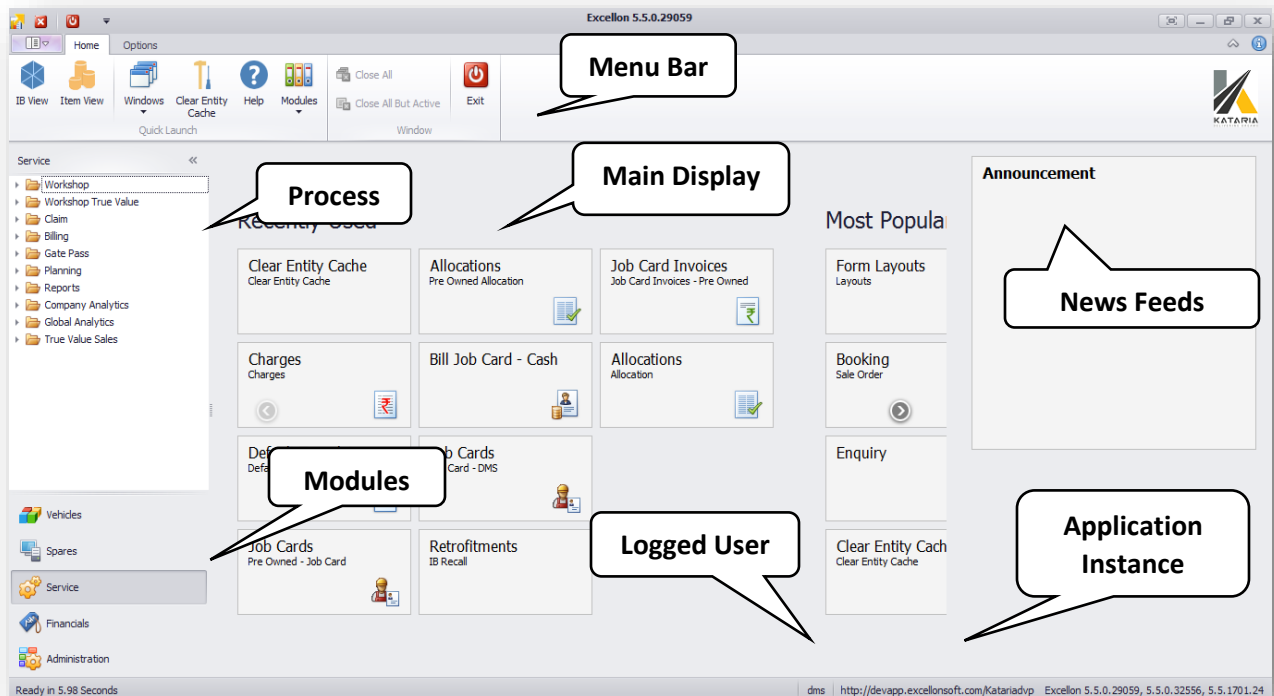 Excellon 5.5.0.29059
Home Options
IB View Item View Windows Clear Entity Cache Help Modules
Close All
Close All But Active
Exit
Quick Launch Window
KATARIA
Menu Bar
Service
Workshop
Workshop True Value
Claim
Billing
Gate Pass
Planning
Reports
Company Analytics
Global Analytics
True Value Sales
Process
Main Display
Announcement
News Feeds
Recently Used
Most Popula
Clear Entity Cache
Clear Entity Cache
Allocations
Pre Owned Allocation
Job Card Invoices
Job Card Invoices - Pre Owned
Form Layouts
Layouts
Charges
Charges
Bill Job Card - Cash
Allocations
Allocation
Booking
Sale Order
Cards
Card - DMS
Enquiry
Modules
Job Cards
Pre Owned - Job Card
Retrofitments
IB Recall
Clear Entity Cach
Clear Entity Cache
Logged User
Application
Instance
Vehicles
Spares
Service
Financials
Administration
Ready in 5.98 Seconds
dms http://devapp.excellonsoft.com/Katariadvp Excellon 5.5.0.29059, 5.5.0.32556, 5.5.1701.24